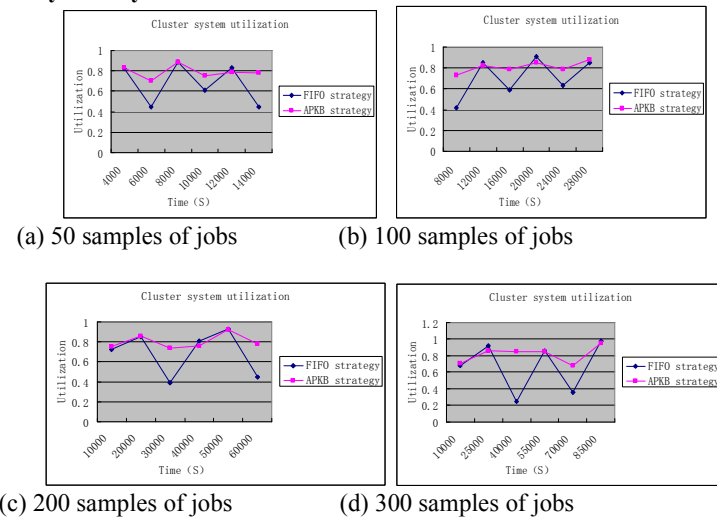 Cluster system utilization
1
0.8
0.6
0.4
0.2
0
Utilization
4000
6000
8000
10000
12000
14000
Time (S)
FIFO strategy
APKB strategy
(a) 50 samples of jobs
Cluster system utilization
1
0.8
0.6
0.4
0.2
0
Utilization
8000
12000
18000
20000
24000
28000
Time (S)
FIFO strategy
APKB strategy
(b) 100 samples of jobs
Cluster system utilization
1
0.8
0.6
0.4
0.2
0
Utilization
10000
20000
30000
40000
50000
60000
Time (S)
FIFO strategy
APKB strategy
(c) 200 samples of jobs
Cluster system utilization
1.2
1
0.8
0.6
0.4
0.2
0
Utilization
10000
25000
40000
55000
70000
85000
Time (S)
FIFO strategy
APKB strategy
(d) 300 samples of jobs